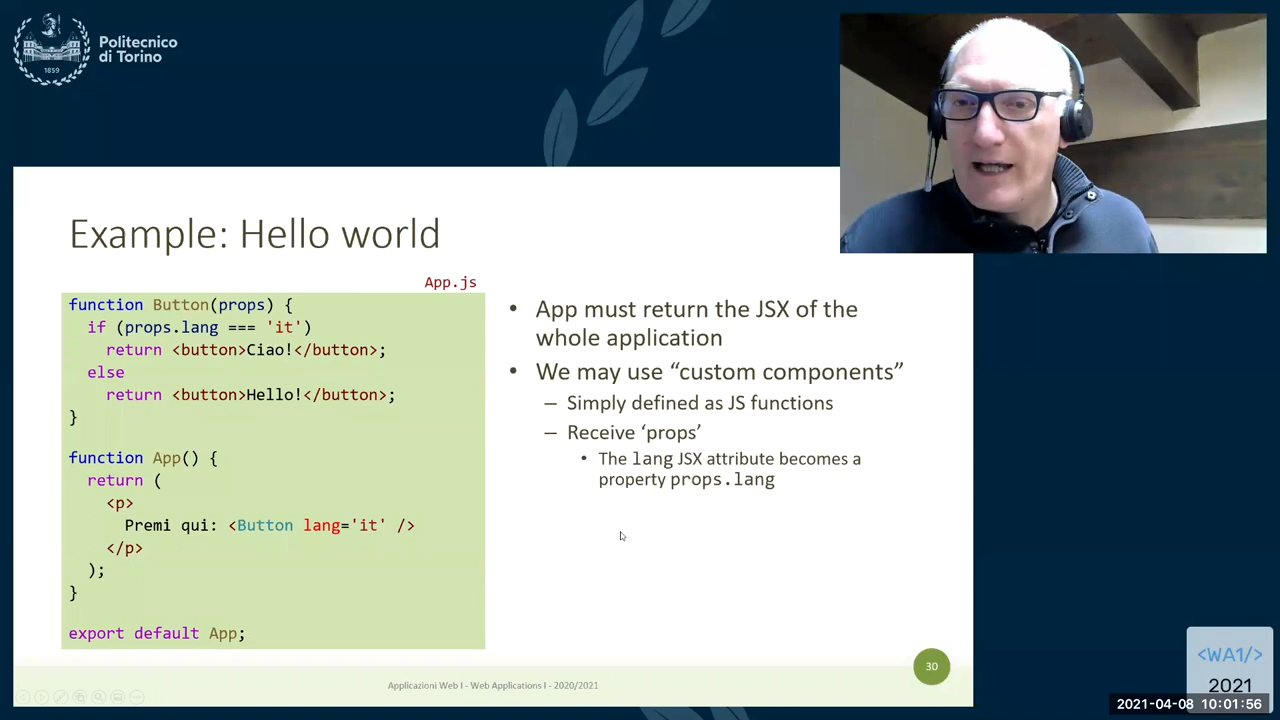 Politecnico
di Torino
1859
Example: Hello world
App.js
function Button(props) {
if (props.lang === 'it')
return <button>Ciao!</button>;
else
return <button>Hello!</button>;
}
function App() {
return (
<p>
Premi qui: <Button lang='it' />
</p>
);
}
export default App;
• App must return the JSX of the
whole application
• We may use “custom components”
– Simply defined as JS functions
– Receive ‘props’
• The lang JSX attribute becomes a
property props.lang
Applicazioni Web I - Web Applications I - 2020/2021
30
<WA1/>
2021
2021-04-08 10:01:56